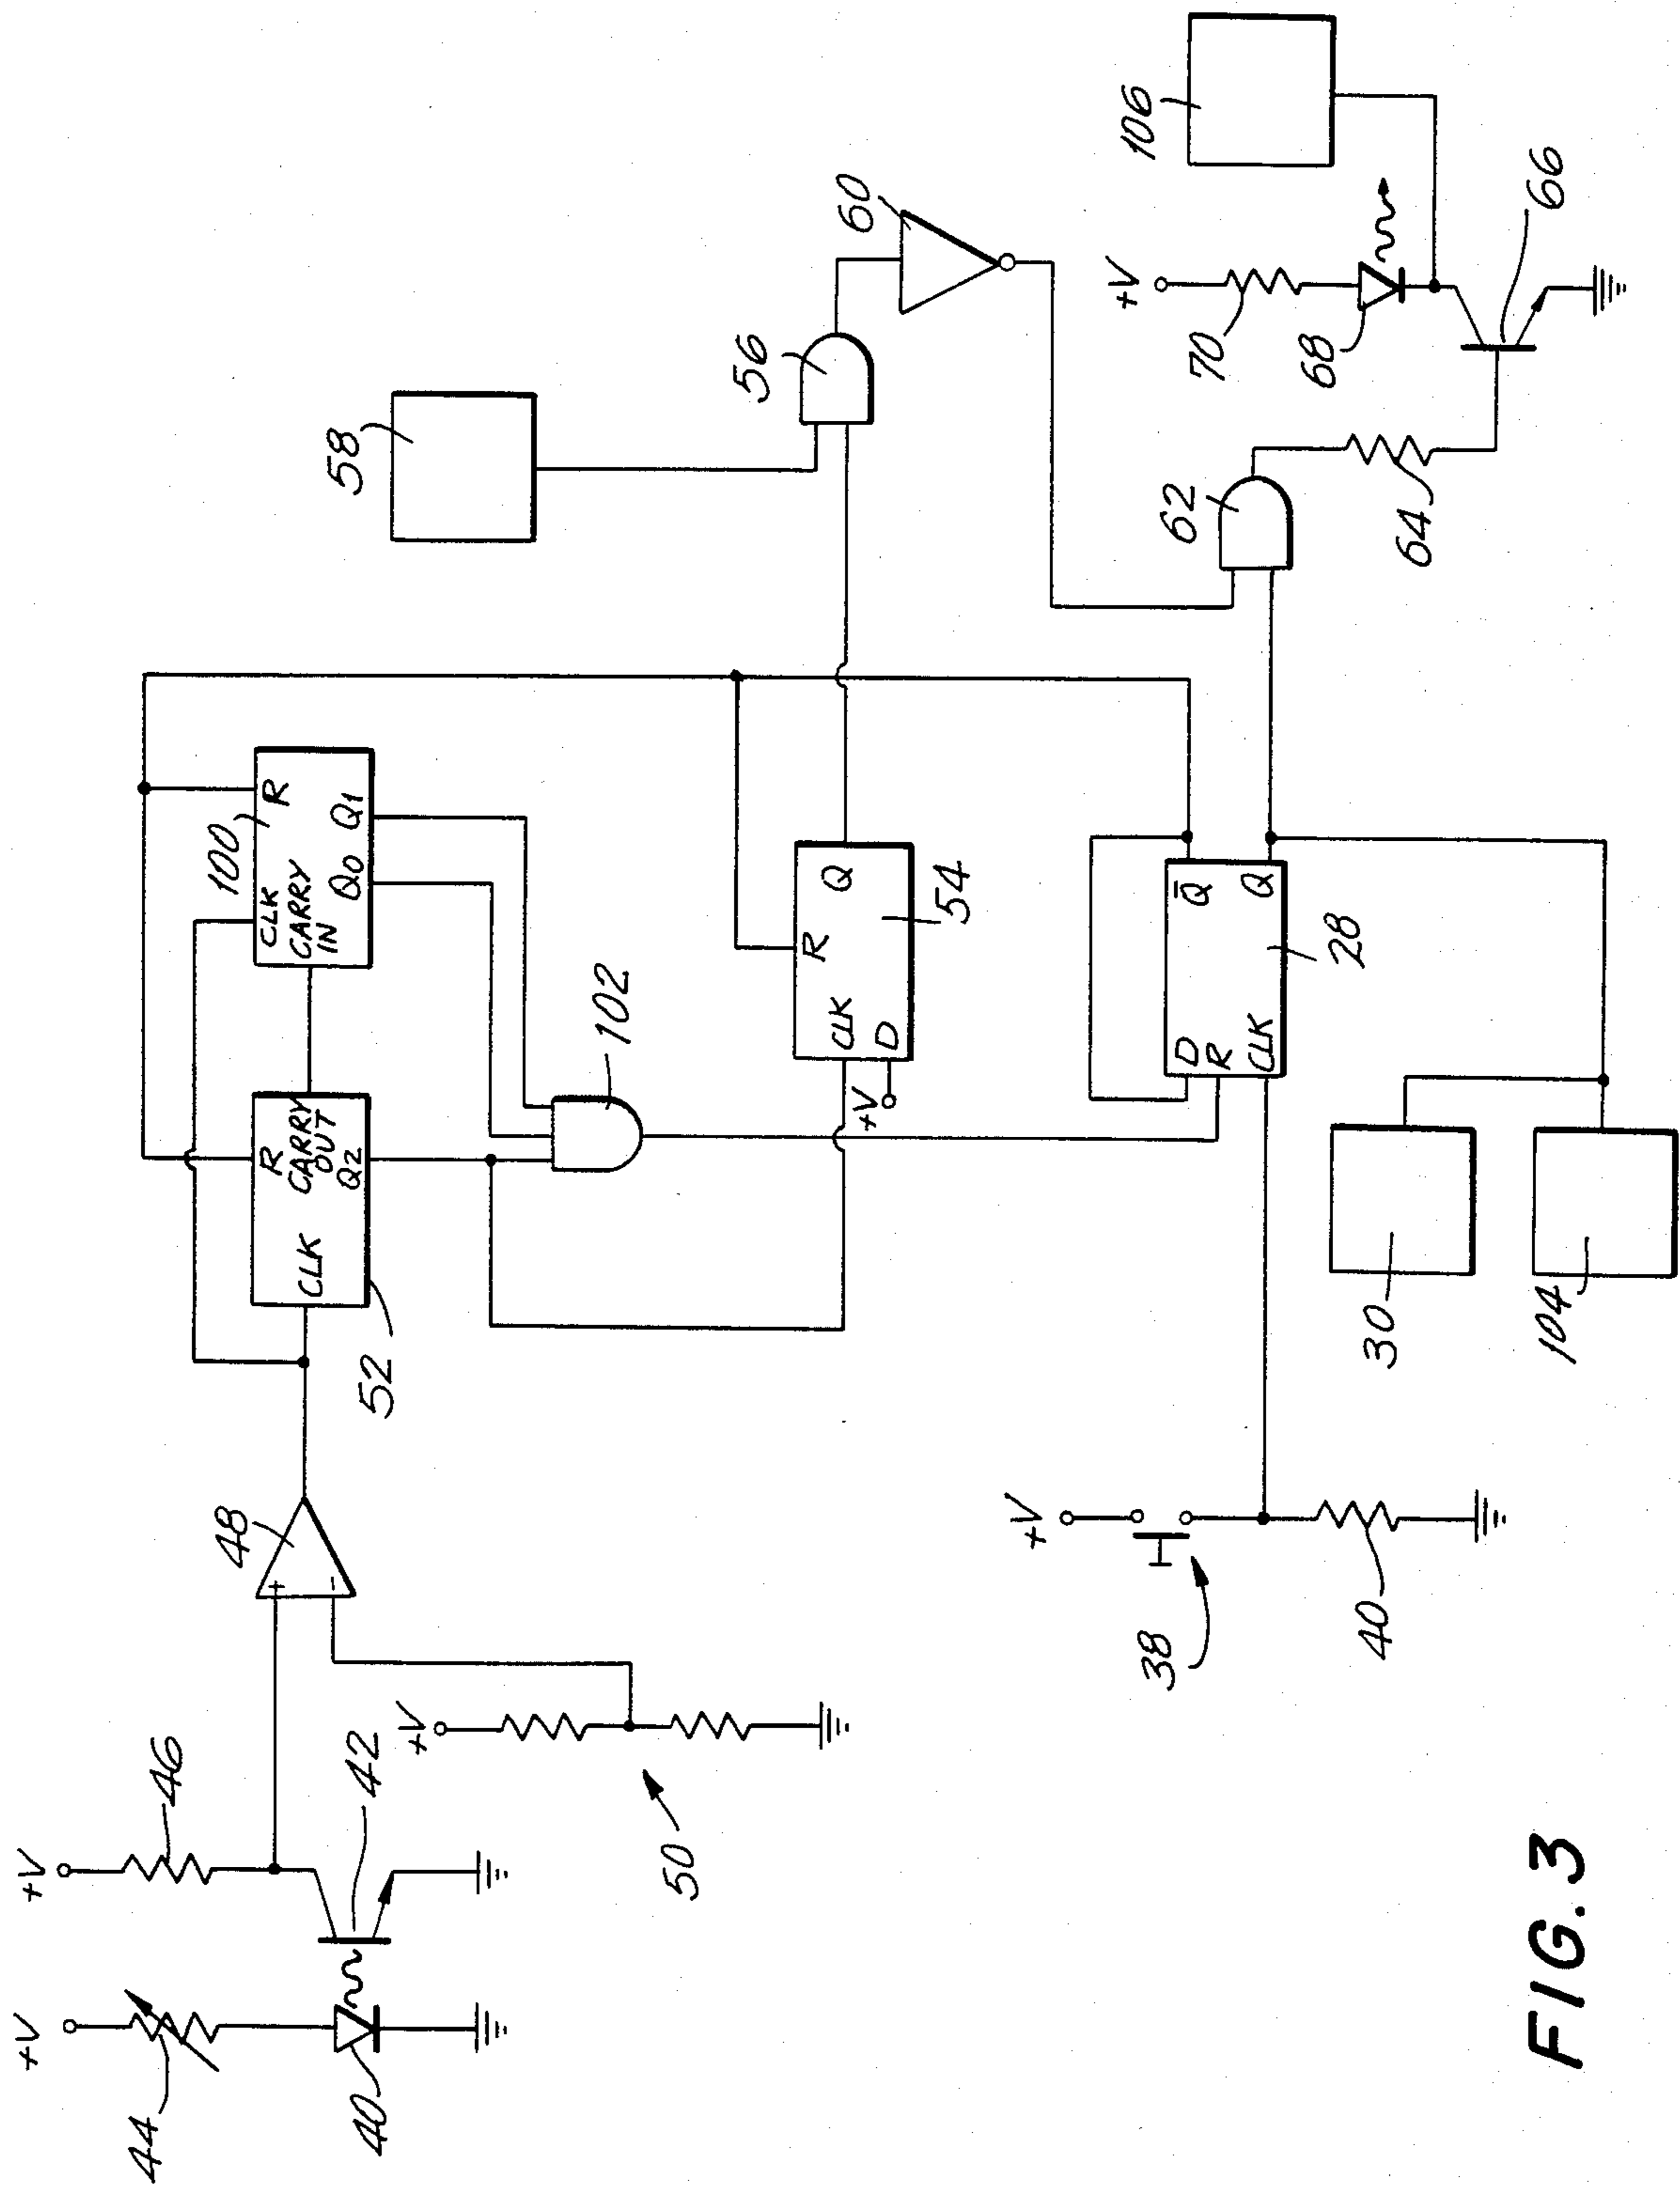 +V
44
40
+V
46
42
+V
50
48
+
-
52
CLK
R
CARRY
OUT
Q2
100
CLK
CARRY
IN
R
Q0
Q1
102
58
56
60
+V
CLK
D
R
Q
54
+V
38
40
D
R
CLK
Q̅
Q
28
30
104
62
64
+V
70
68
66
106
FIG. 3